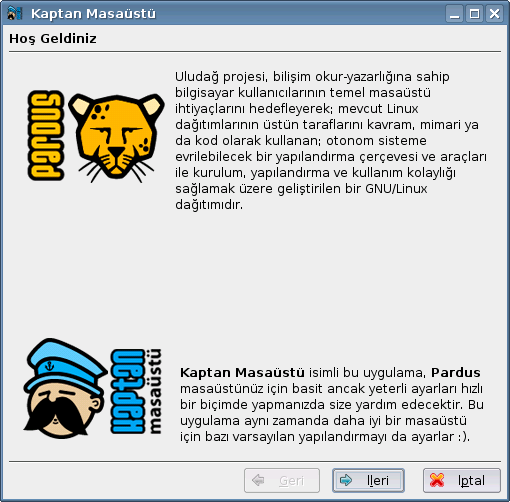 Kaptan Masaüstü
Hoş Geldiniz
pardus
Uludağ projesi, bilişim okur-yazarlığına sahip
bilgisayar kullanıcılarının temel masaüstü
ihtiyaçlarını hedefleyerek; mevcut Linux
dağıtımlarının üstün taraflarını kavram, mimari ya
da kod olarak kullanan; otonom sisteme
evrilebilecek bir yapılandırma çerçevesi ve araçları
ile kurulum, yapılandırma ve kullanım kolaylığı
sağlamak üzere geliştirilen bir GNU/Linux
dağıtımıdır.
kaptan
masaüstü
Kaptan Masaüstü isimli bu uygulama, Pardus
masaüstünüz için basit ancak yeterli ayarları hızlı
bir biçimde yapmanızda size yardım edecektir. Bu
uygulama aynı zamanda daha iyi bir masaüstü
için bazı varsayılan yapılandırmayı da ayarlar :).
Geri
İleri
İptal